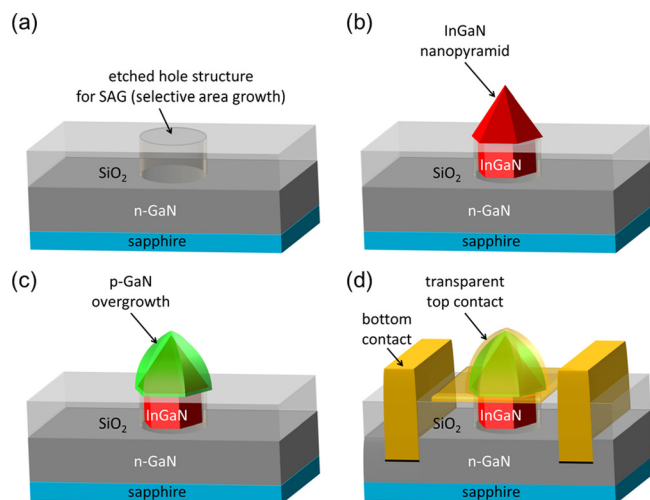 (a)
etched hole structure
for SAG (selective area growth)
SiO₂
n-GaN
sapphire
(b)
InGaN
nanopyramid
InGaN
SiO₂
n-GaN
sapphire
(c)
p-GaN
overgrowth
InGaN
SiO₂
n-GaN
sapphire
(d)
transparent
top contact
bottom
contact
InGaN
SiO₂
n-GaN
sapphire